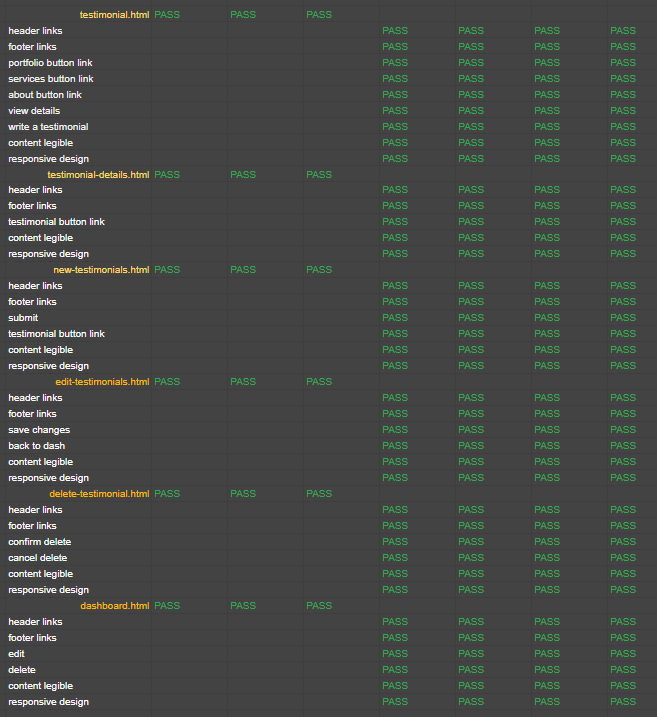 testimonial.html PASS PASS PASS
header links PASS PASS PASS PASS
footer links PASS PASS PASS PASS
portfolio button link PASS PASS PASS PASS
services button link PASS PASS PASS PASS
about button link PASS PASS PASS PASS
view details PASS PASS PASS PASS
write a testimonial PASS PASS PASS PASS
content legible PASS PASS PASS PASS
responsive design PASS PASS PASS PASS
testimonial-details.html PASS PASS PASS
header links PASS PASS PASS PASS
footer links PASS PASS PASS PASS
testimonial button link PASS PASS PASS PASS
content legible PASS PASS PASS PASS
responsive design PASS PASS PASS PASS
new-testimonials.html PASS PASS PASS
header links PASS PASS PASS PASS
footer links PASS PASS PASS PASS
submit PASS PASS PASS PASS
testimonial button link PASS PASS PASS PASS
content legible PASS PASS PASS PASS
responsive design PASS PASS PASS PASS
edit-testimonials.html PASS PASS PASS
header links PASS PASS PASS PASS
footer links PASS PASS PASS PASS
save changes PASS PASS PASS PASS
back to dash PASS PASS PASS PASS
content legible PASS PASS PASS PASS
responsive design PASS PASS PASS PASS
delete-testimonial.html PASS PASS PASS
header links PASS PASS PASS PASS
footer links PASS PASS PASS PASS
confirm delete PASS PASS PASS PASS
cancel delete PASS PASS PASS PASS
content legible PASS PASS PASS PASS
responsive design PASS PASS PASS PASS
dashboard.html PASS PASS PASS
header links PASS PASS PASS PASS
footer links PASS PASS PASS PASS
edit PASS PASS PASS PASS
delete PASS PASS PASS PASS
content legible PASS PASS PASS PASS
responsive design PASS PASS PASS PASS